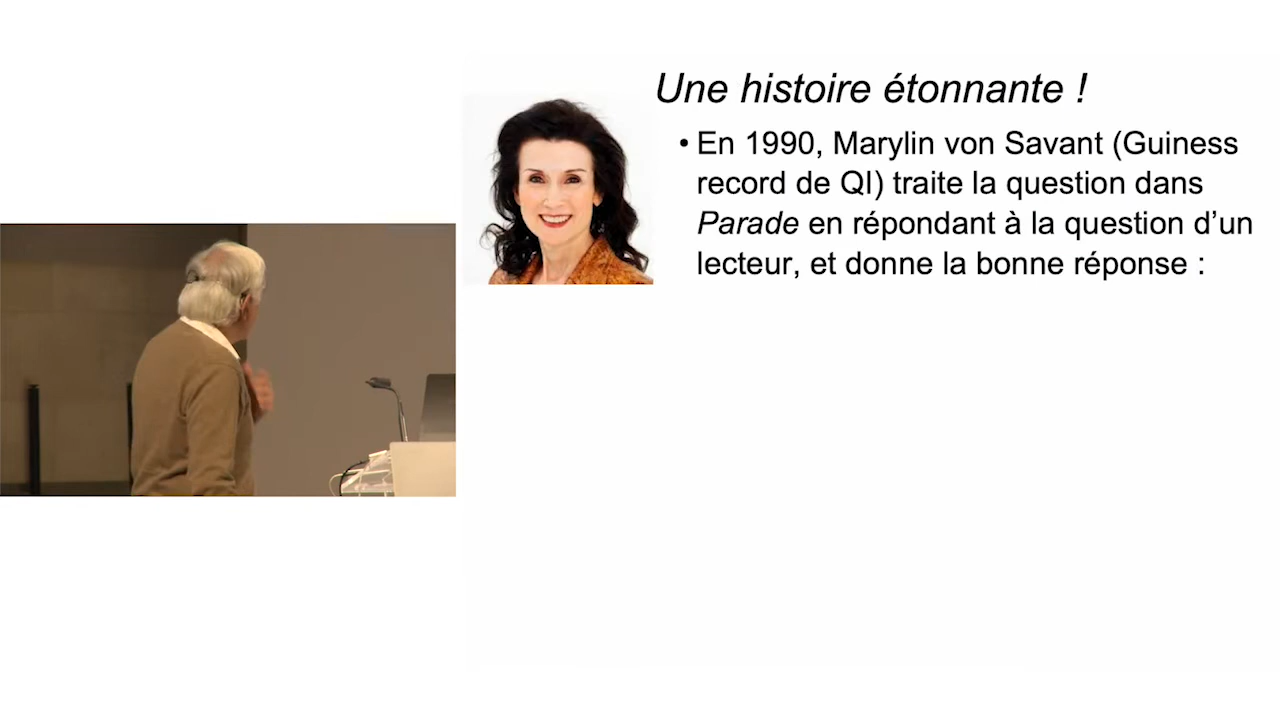 Une histoire étonnante !
• En 1990, Marylin von Savant (Guiness
record de QI) traite la question dans
Parade en répondant à la question d’un
lecteur, et donne la bonne réponse :